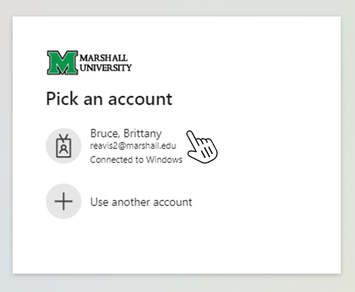 MARSHALL
UNIVERSITY
Pick an account
Bruce, Brittany
reavis2@marshall.edu
Connected to Windows
Use another account